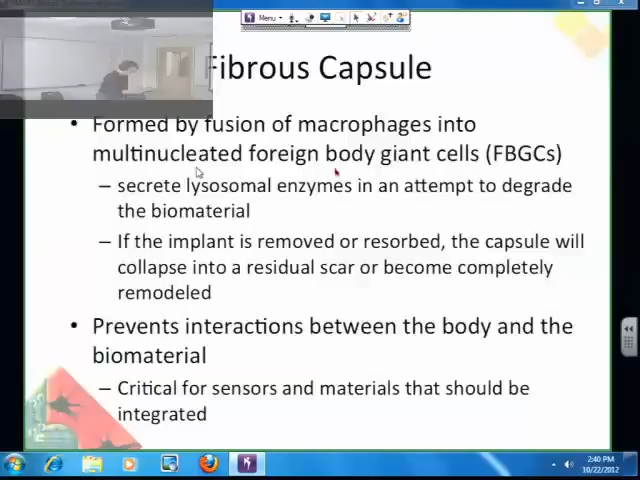 Menu
Fibrous Capsule
• Formed by fusion of macrophages into
multinucleated foreign body giant cells (FBGCs)
– secrete lysosomal enzymes in an attempt to degrade
the biomaterial
– If the implant is removed or resorbed, the capsule will
collapse into a residual scar or become completely
remodeled
• Prevents interactions between the body and the
biomaterial
– Critical for sensors and materials that should be
integrated
2:40 PM
10/22/2012